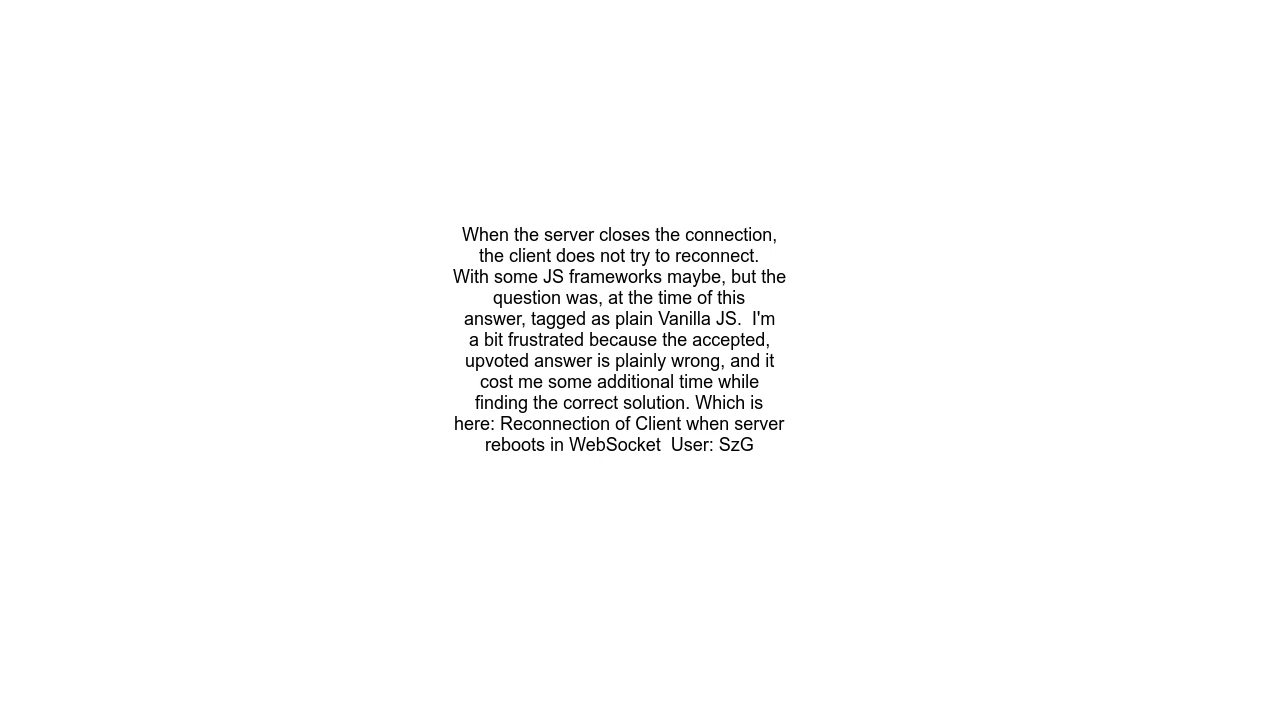 When the server closes the connection,
the client does not try to reconnect.
With some JS frameworks maybe, but the
question was, at the time of this
answer, tagged as plain Vanilla JS.  I'm
a bit frustrated because the accepted,
upvoted answer is plainly wrong, and it
cost me some additional time while
finding the correct solution. Which is
here: Reconnection of Client when server
reboots in WebSocket  User: SzG